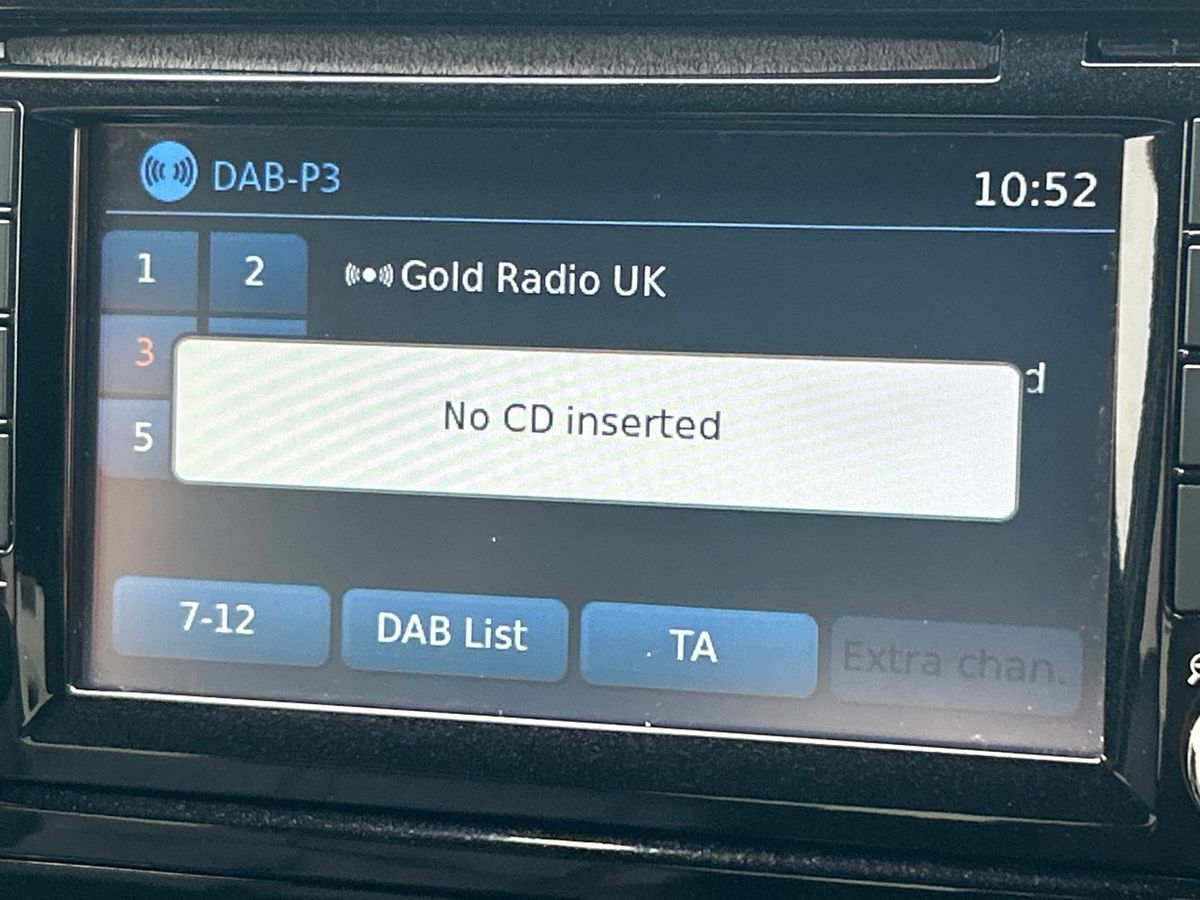 DAB-P3
10:52
1 2 Gold Radio UK
3
No CD inserted
5
7-12 DAB List TA Extra chan.